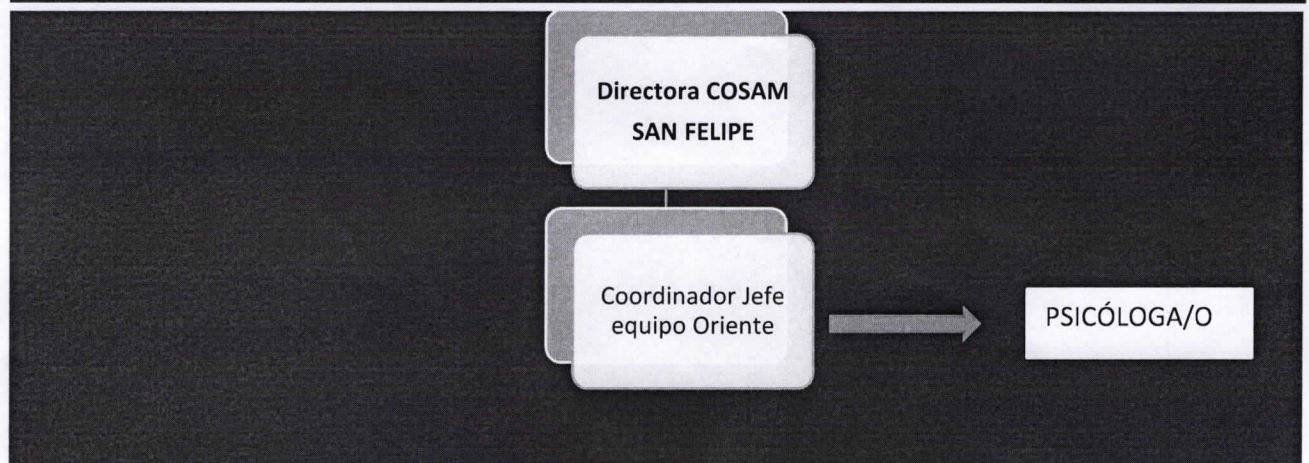 Directora COSAM
SAN FELIPE
Coordinador Jefe
equipo Oriente
PSICÓLOGA/O